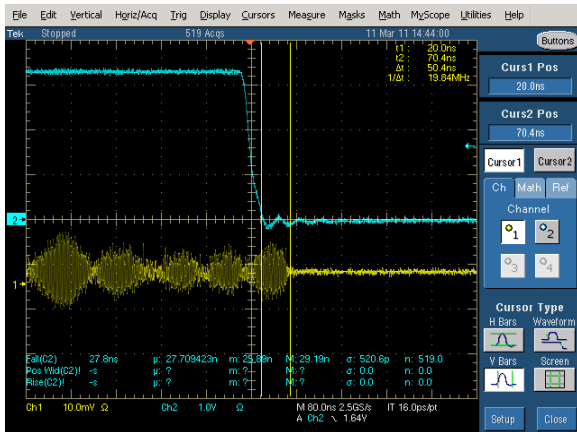 File Edit Vertical Horiz/Acq Trig Display Cursors Measure Masks Math MyScope Utilities Help
Tek Stopped 519 Acqs 11 Mar 11 14:44:00
Buttons
t1 : 20.0ns
t2 : 70.4ns
Δt : 50.4ns
1/Δt : 19.84MHz
Curs1 Pos
20.0ns
Curs2 Pos
70.4ns
Cursor1 Cursor2
Ch Math Ref
Channel
1 2
3 4
2
1
Cursor Type
H Bars Waveform
V Bars Screen
Setup Close
Fall(C2) 27.8ns µ: 27.709423n m: 25.89n M: 29.19n σ: 520.6p n: 519.0
Pos Wid(C2)! -s µ: ? m: ? M: ? σ: 0.0 n: 0.0
Rise(C2)! -s µ: ? m: ? M: ? σ: 0.0 n: 0.0
Ch1 10.0mV Ω Ch2 1.0V Ω M 80.0ns 2.5GS/s IT 16.0ps/pt
A Ch2 \ 1.64V